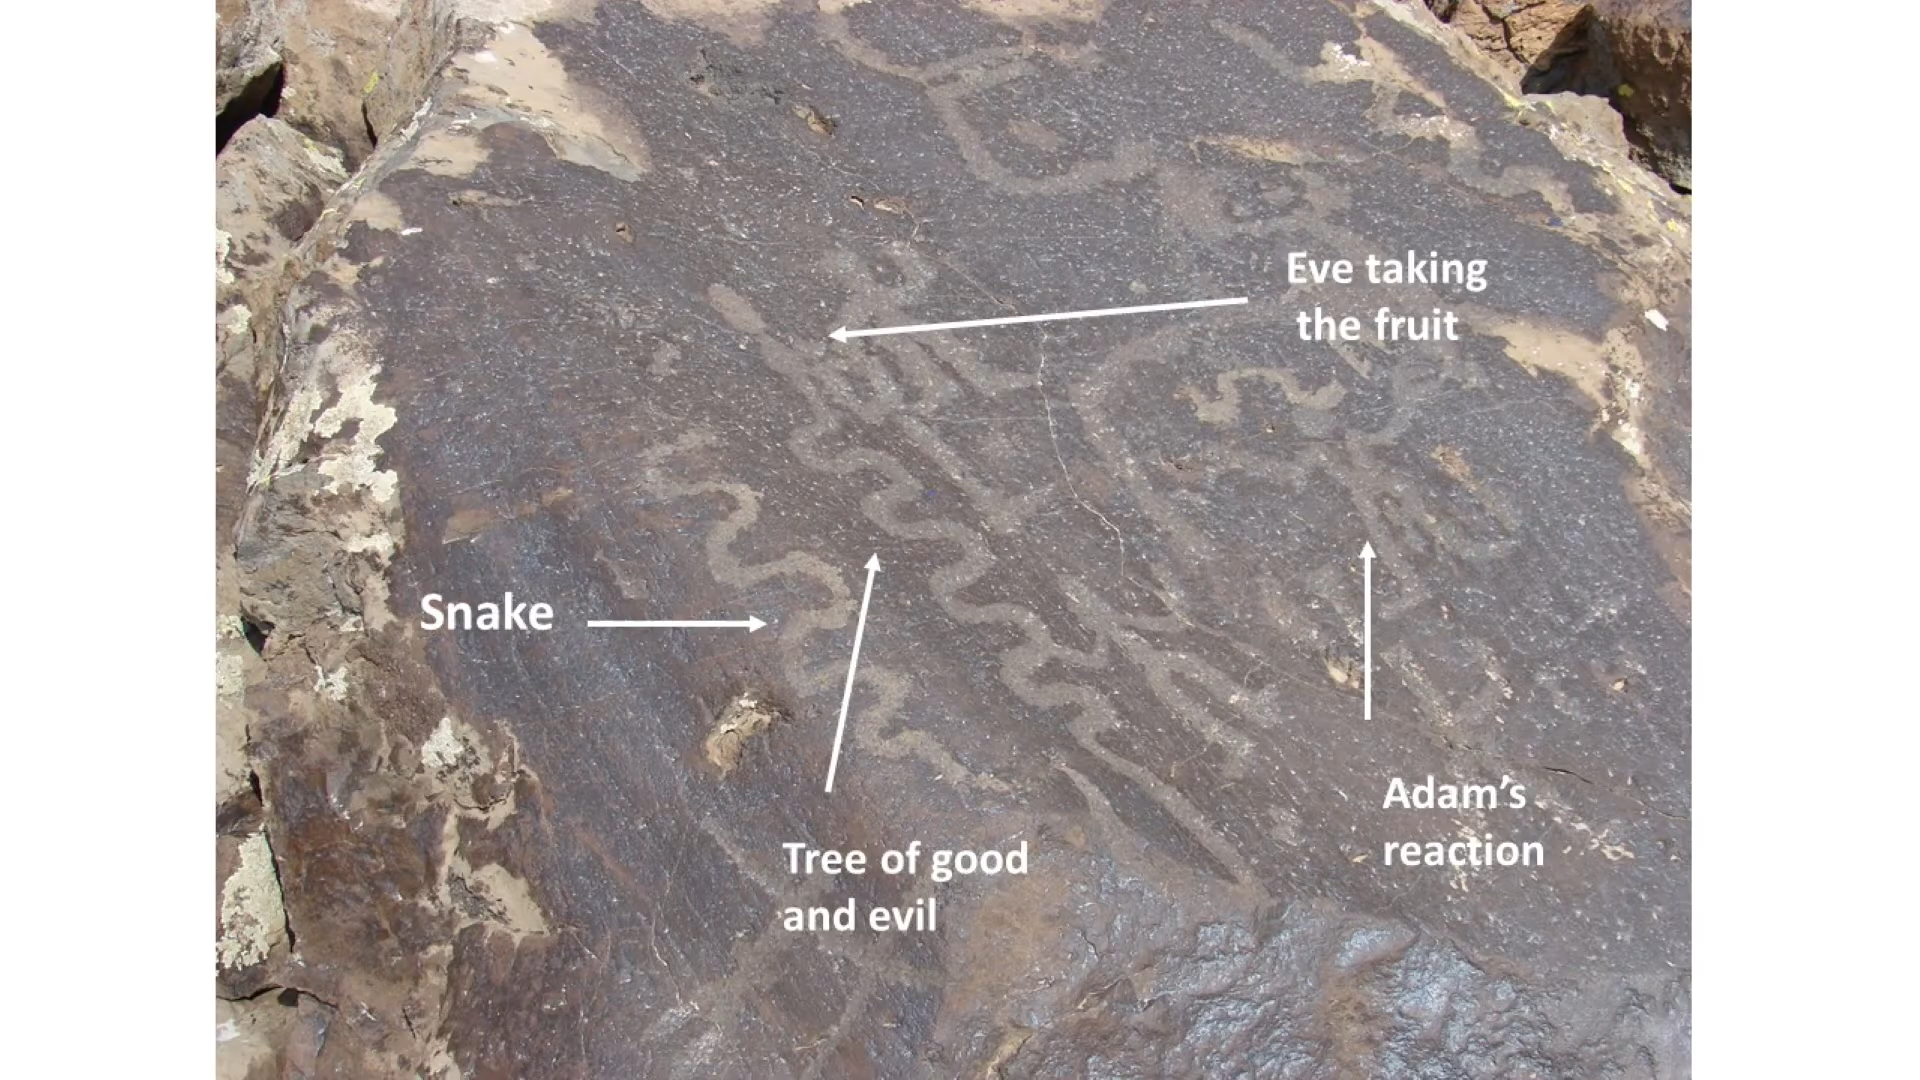 Eve taking
the fruit
Snake
Adam's
reaction
Tree of good
and evil